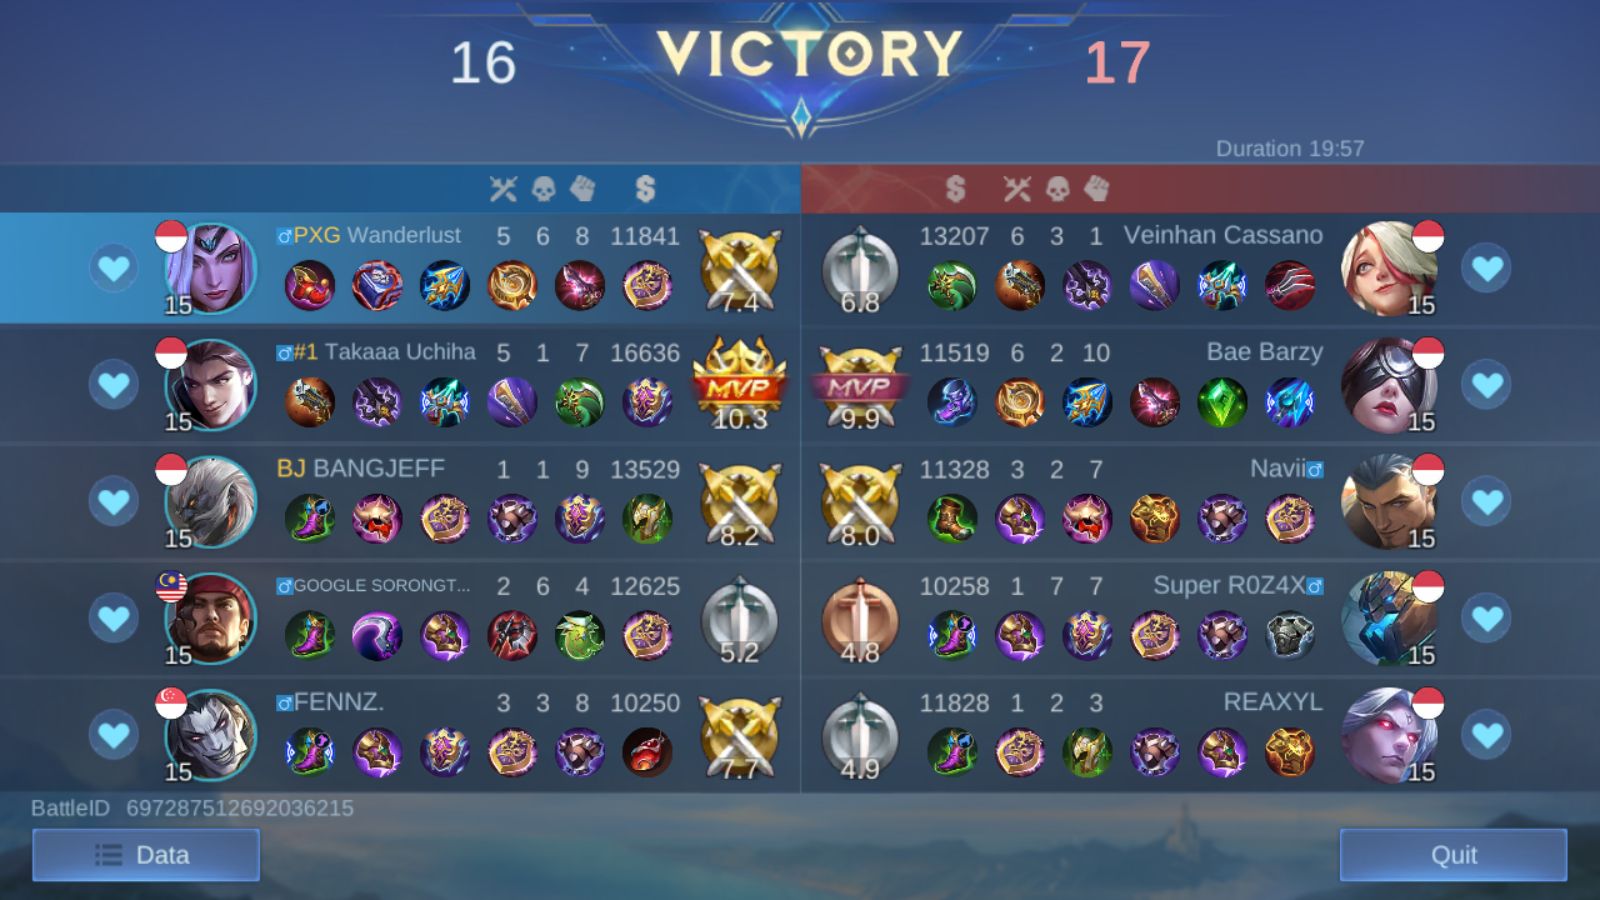 16 VICTORY 17
Duration 19:57
PXG Wanderlust 5 6 8 11841 7.4 15
6.8 13207 6 3 1 Veinhan Cassano 15
#1 Takaaa Uchiha 5 1 7 16636 MVP 10.3 15
MVP 9.9 11519 6 2 10 Bae Barzy 15
BJ BANGJEFF 1 1 9 13529 8.2 15
8.0 11328 3 2 7 Navii 15
GOOGLE SORONGT... 2 6 4 12625 5.2 15
4.8 10258 1 7 7 Super R0Z4X 15
FENNZ. 3 3 8 10250 7.7 15
4.9 11828 1 2 3 REAXYL 15
BattleID 697287512692036215
Data
Quit